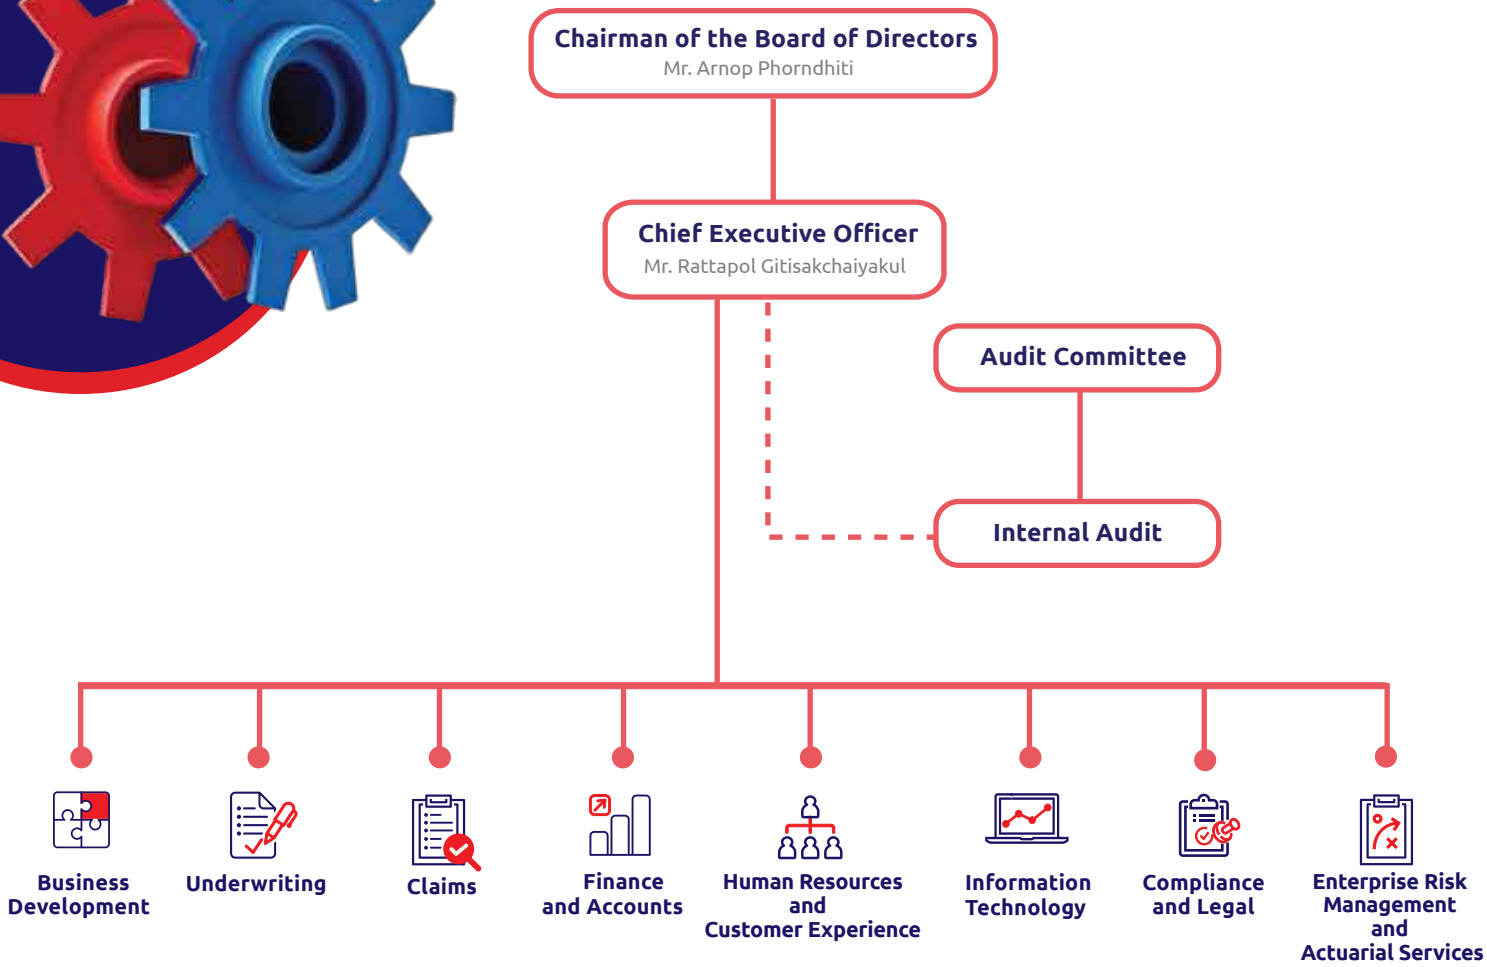 Chairman of the Board of Directors
Mr. Arnop Phorndhiti
Chief Executive Officer
Mr. Rattapol Gitisakchaiyakul
Audit Committee
Internal Audit
Business
Development
Underwriting
Claims
Finance
and Accounts
Human Resources
and
Customer Experience
Information
Technology
Compliance
and Legal
Enterprise Risk
Management
and
Actuarial Services